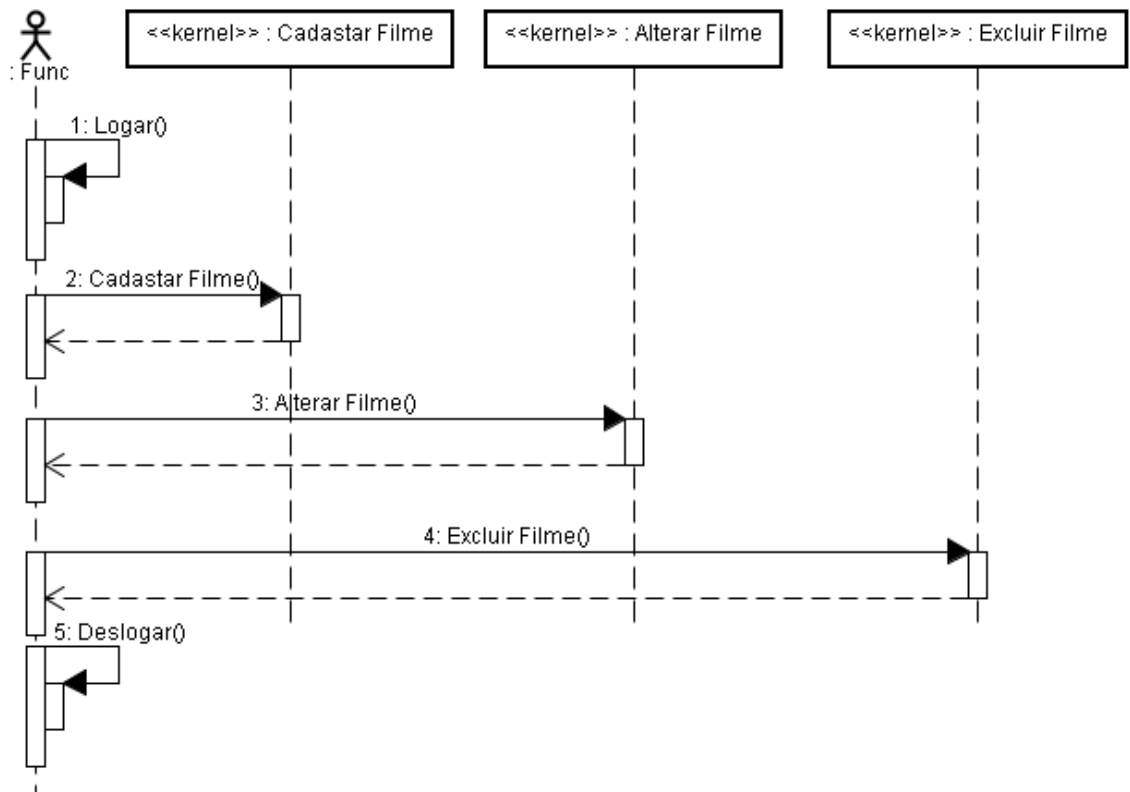 : Func
<<kernel>> : Cadastar Filme
<<kernel>> : Alterar Filme
<<kernel>> : Excluir Filme
1: Logar()
2: Cadastar Filme()
3: Alterar Filme()
4: Excluir Filme()
5: Deslogar()